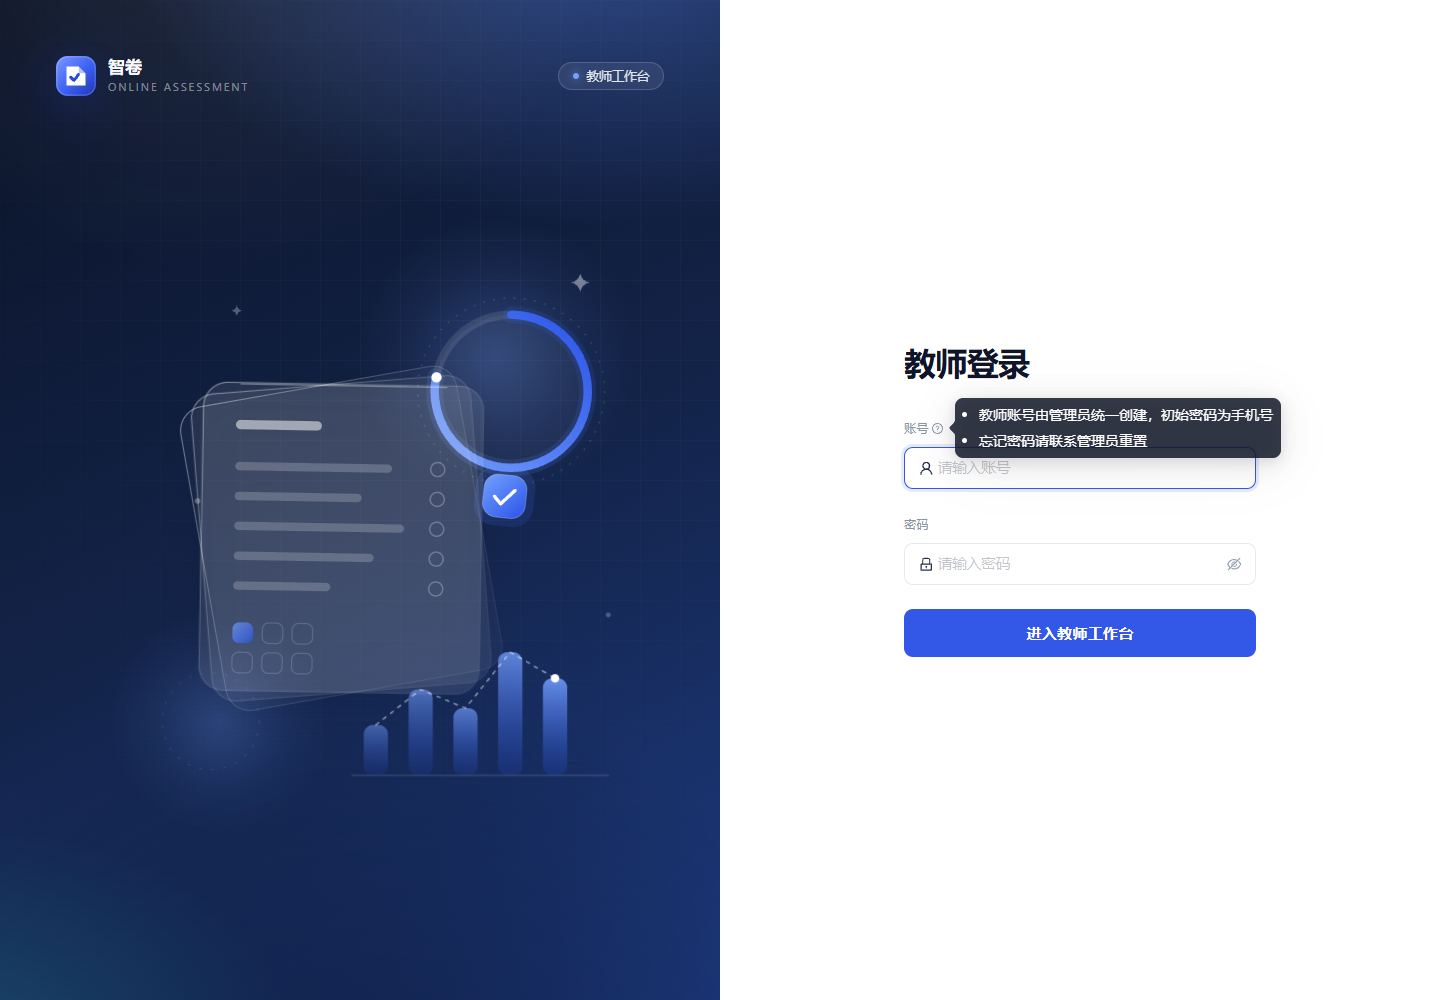 智卷
ONLINE ASSESSMENT
教师工作台
教师登录
账号
教师账号由管理员统一创建，初始密码为手机号
忘记密码请联系管理员重置
请输入账号
密码
请输入密码
进入教师工作台